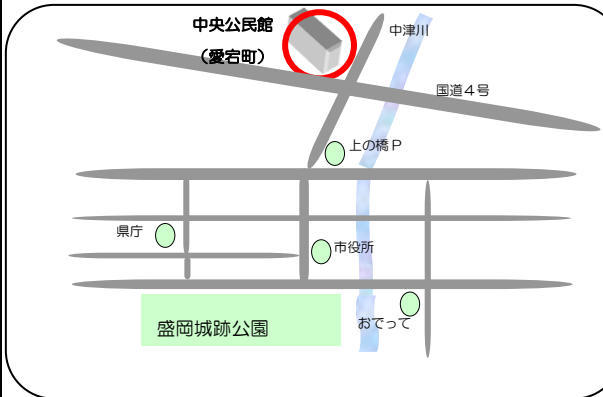 中央公民館
（愛宕町）
中津川
国道４号
上の橋Ｐ
県庁
市役所
おでって
盛岡城跡公園